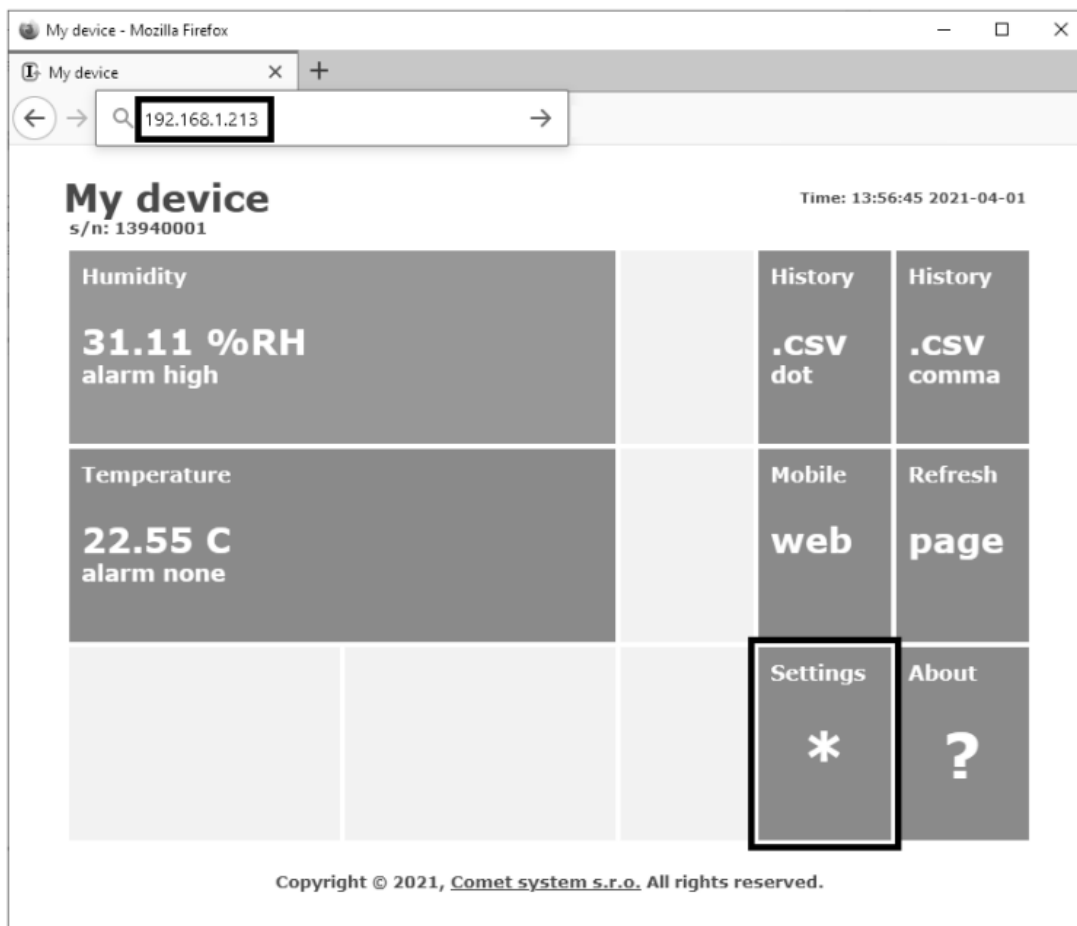 My device - Mozilla Firefox
My device
192.168.1.213
My device
Time: 13:56:45 2021-04-01
s/n: 13940001
Humidity
31.11 %RH
alarm high
History
.csv
dot
History
.csv
comma
Temperature
22.55 C
alarm none
Mobile
web
Refresh
page
Settings
*
About
?
Copyright © 2021, Comet system s.r.o. All rights reserved.